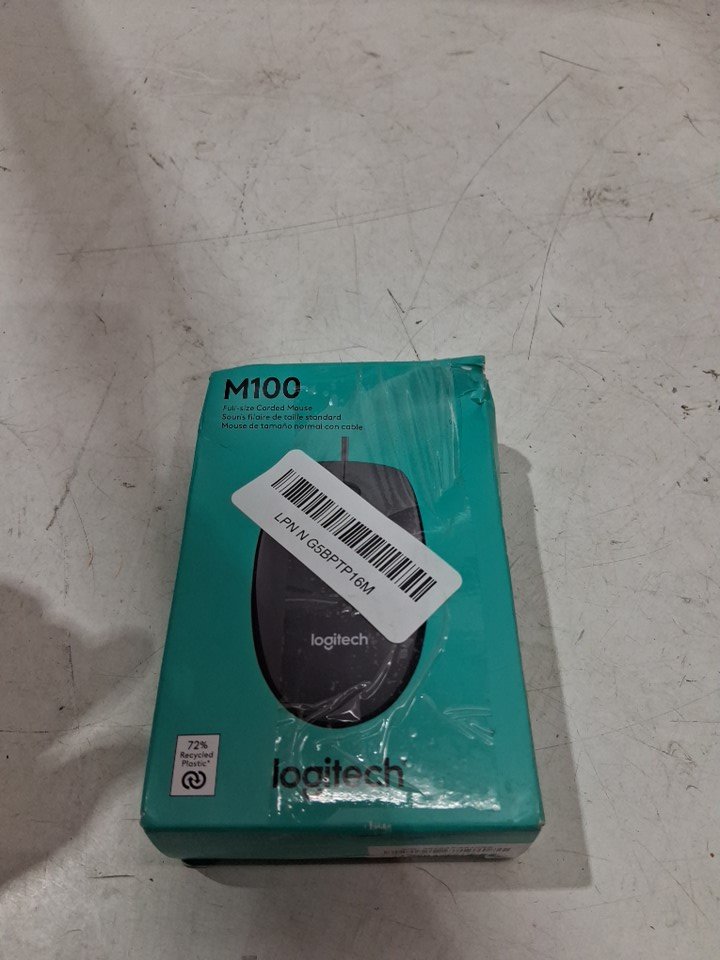 M100
Full-size Corded Mouse
Souris filaire de taille standard
Mouse de tamaño normal con cable
LPN N G5BPTP16M
logitech
72%
Recycled
Plastic*
logitech